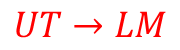 UT → LM